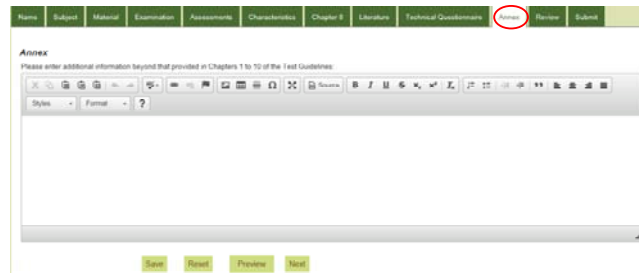 Name Subject Material Examination Assessments Characteristics Chapter 8 Literature Technical Questionnaire Annex Review Submit
Annex
Please enter additional information beyond that provided in Chapters 1 to 10 of the Test Guidelines:
Source B I U S x, x² Ix
Styles Format ?
Save Reset Preview Next